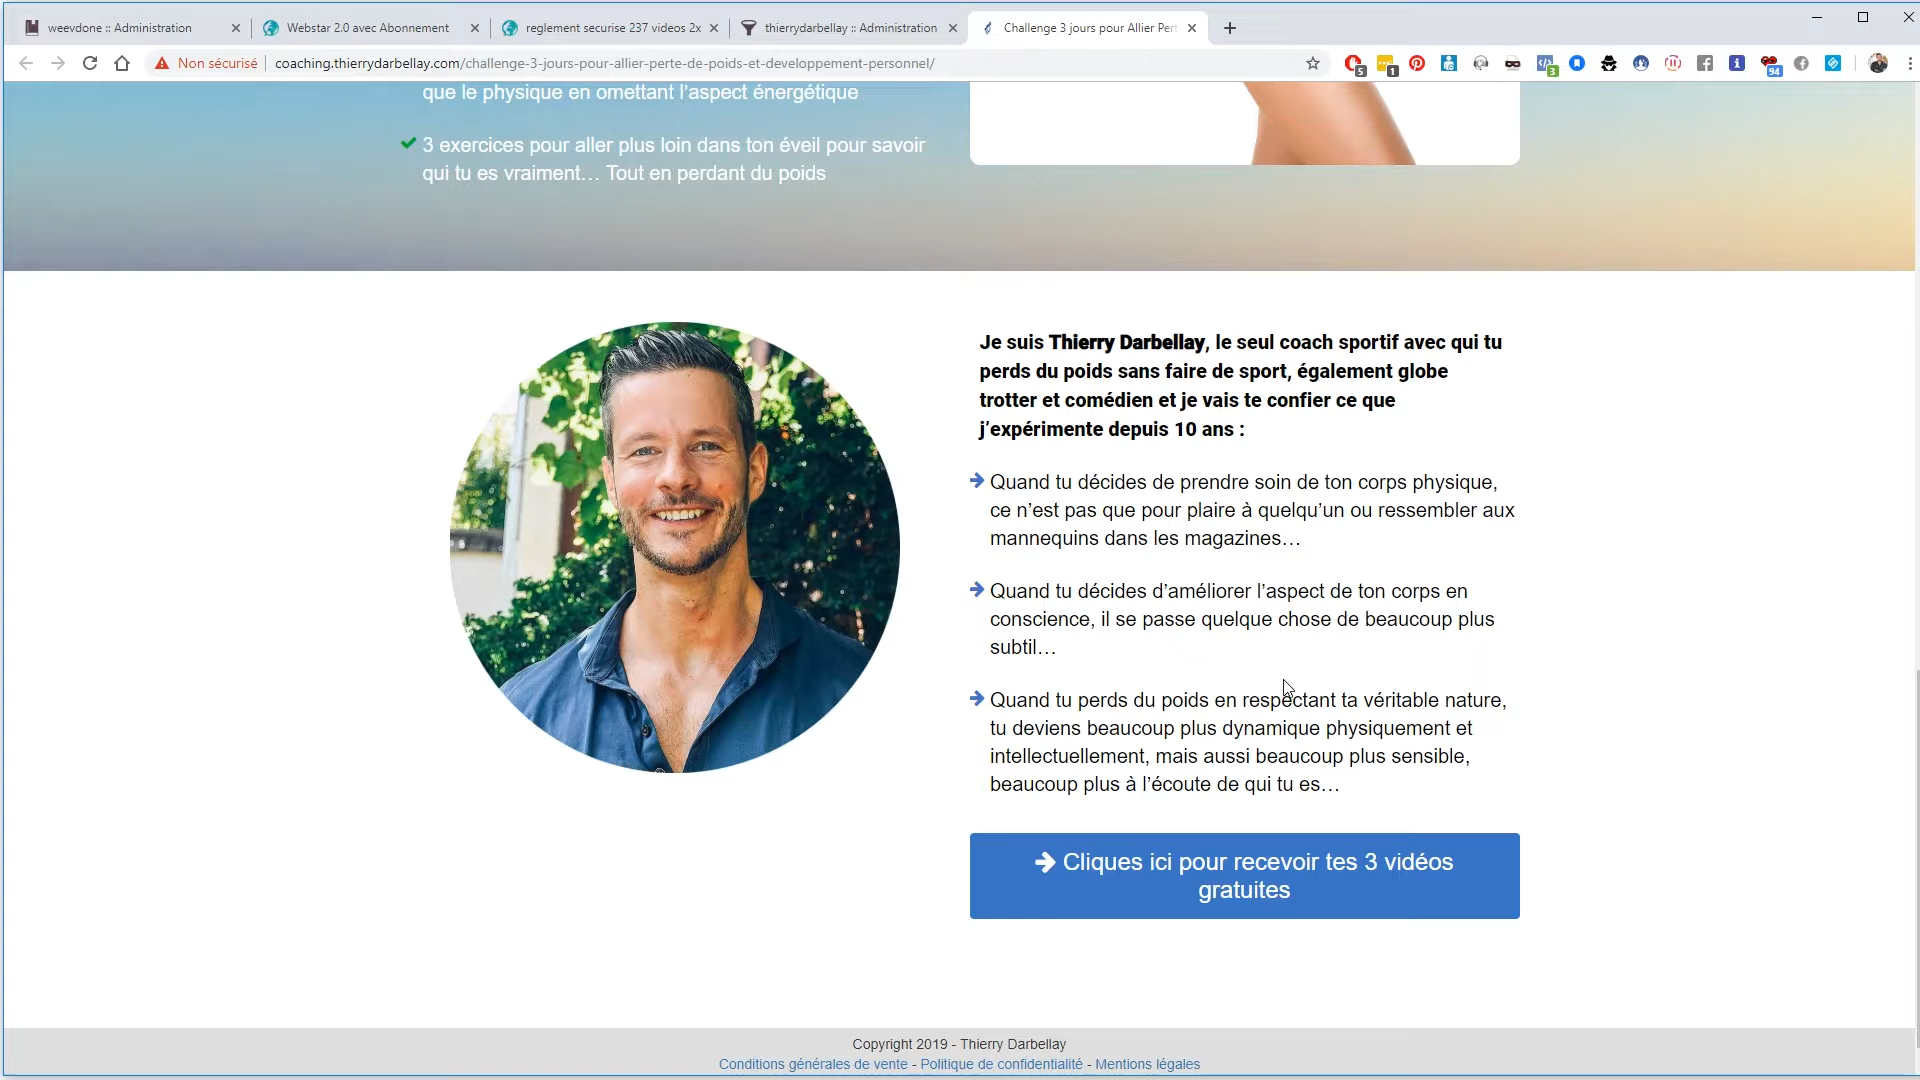 weevdone :: Administration
Webstar 2.0 avec Abonnement
reglement securise 237 videos 2x
thierrydarbellay :: Administration
Challenge 3 jours pour Allier Pert
Non sécurisé
coaching.thierrydarbellay.com/challenge-3-jours-pour-allier-perte-de-poids-et-developpement-personnel/
5
1
3
94
que le physique en omettant l'aspect énergétique
3 exercices pour aller plus loin dans ton éveil pour savoir
qui tu es vraiment… Tout en perdant du poids
Je suis Thierry Darbellay, le seul coach sportif avec qui tu
perds du poids sans faire de sport, également globe
trotter et comédien et je vais te confier ce que
j'expérimente depuis 10 ans :
Quand tu décides de prendre soin de ton corps physique,
ce n'est pas que pour plaire à quelqu'un ou ressembler aux
mannequins dans les magazines…
Quand tu décides d'améliorer l'aspect de ton corps en
conscience, il se passe quelque chose de beaucoup plus
subtil…
Quand tu perds du poids en respectant ta véritable nature,
tu deviens beaucoup plus dynamique physiquement et
intellectuellement, mais aussi beaucoup plus sensible,
beaucoup plus à l'écoute de qui tu es…
Cliques ici pour recevoir tes 3 vidéos
gratuites
Copyright 2019 - Thierry Darbellay
Conditions générales de vente - Politique de confidentialité - Mentions légales